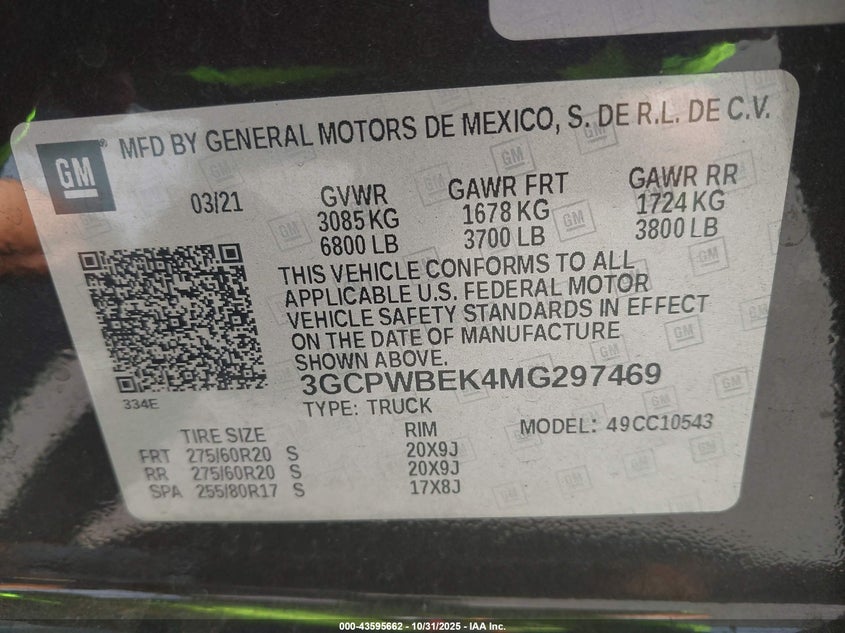 GM
MFD BY GENERAL MOTORS DE MEXICO, S. DE R.L. DE C.V.
03/21 GVWR GAWR FRT GAWR RR
3085 KG 1678 KG 1724 KG
6800 LB 3700 LB 3800 LB
THIS VEHICLE CONFORMS TO ALL
APPLICABLE U.S. FEDERAL MOTOR
VEHICLE SAFETY STANDARDS IN EFFECT
ON THE DATE OF MANUFACTURE
SHOWN ABOVE.
3GCPWBEK4MG297469
334E
TYPE: TRUCK
MODEL: 49CC10543
TIRE SIZE RIM
FRT 275/60R20 S 20X9J
RR 275/60R20 S 20X9J
SPA 255/80R17 S 17X8J
000-43595662 - 10/31/2025 - IAA Inc.